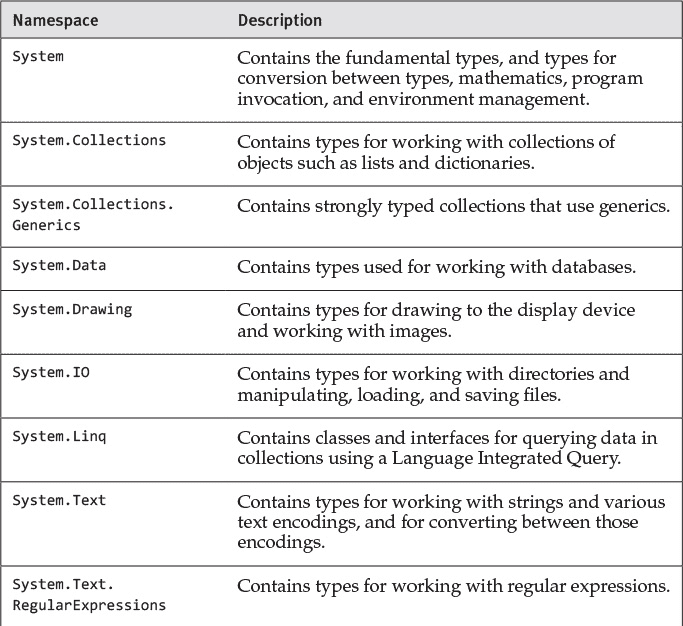 Namespace Description
System Contains the fundamental types, and types for
conversion between types, mathematics, program
invocation, and environment management.
System.Collections Contains types for working with collections of
objects such as lists and dictionaries.
System.Collections. Contains strongly typed collections that use generics.
Generics
System.Data Contains types used for working with databases.
System.Drawing Contains types for drawing to the display device
and working with images.
System.IO Contains types for working with directories and
manipulating, loading, and saving files.
System.Linq Contains classes and interfaces for querying data in
collections using a Language Integrated Query.
System.Text Contains types for working with strings and various
text encodings, and for converting between those
encodings.
System.Text. Contains types for working with regular expressions.
RegularExpressions